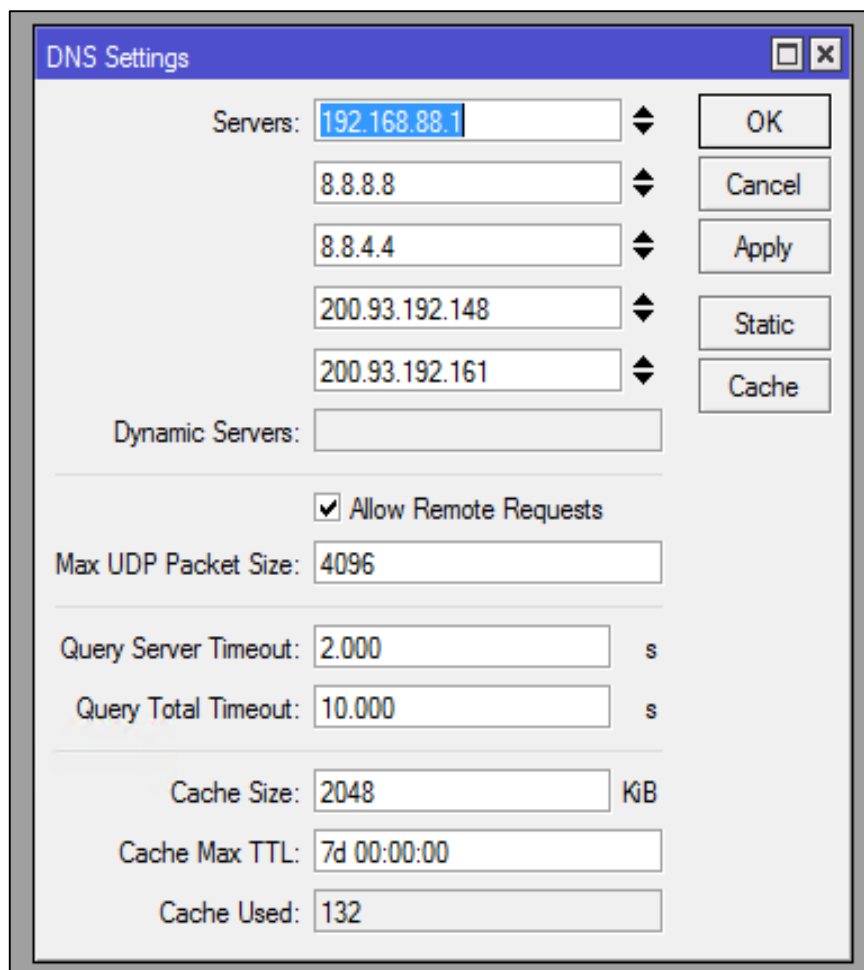 DNS Settings
Servers: 192.168.88.1 OK
8.8.8.8 Cancel
8.8.4.4 Apply
200.93.192.148 Static
200.93.192.161 Cache
Dynamic Servers:
Allow Remote Requests
Max UDP Packet Size: 4096
Query Server Timeout: 2.000 s
Query Total Timeout: 10.000 s
Cache Size: 2048 KiB
Cache Max TTL: 7d 00:00:00
Cache Used: 132